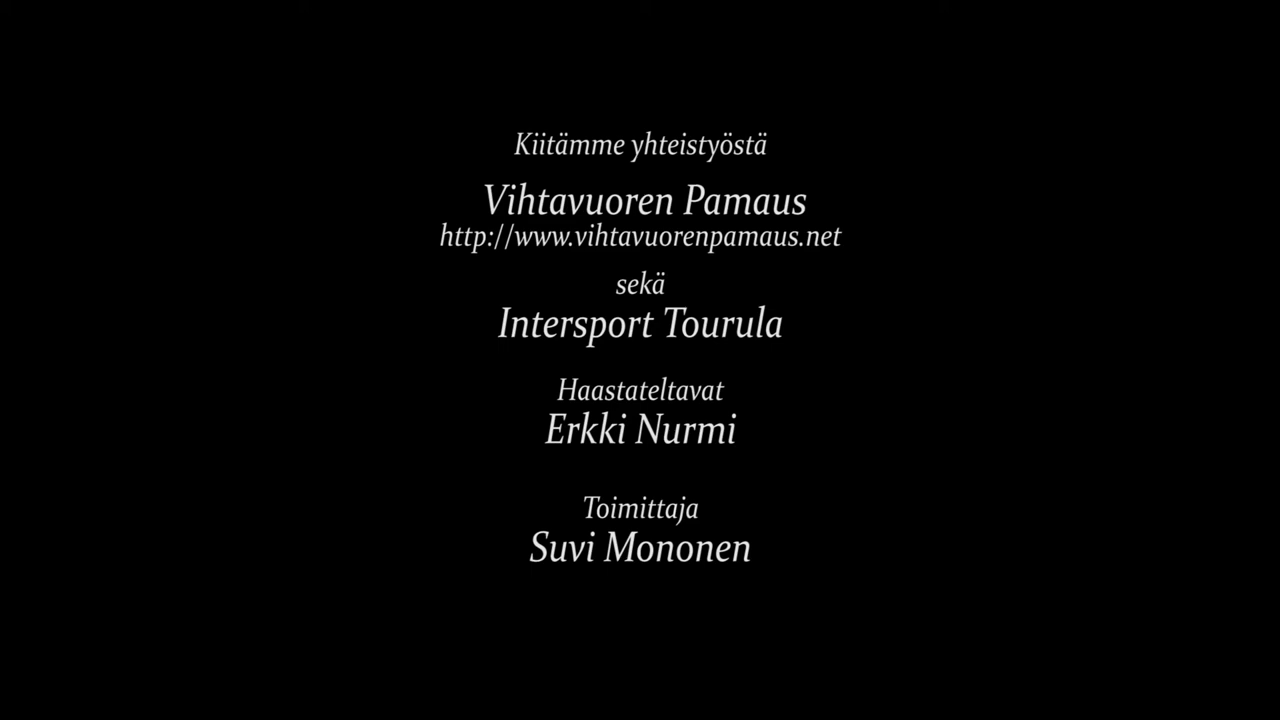 Kiitämme yhteistyöstä
Vihtavuoren Pamaus
http://www.vihtavuorenpamaus.net
sekä
Intersport Tourula
Haastateltavat
Erkki Nurmi
Toimittaja
Suvi Mononen